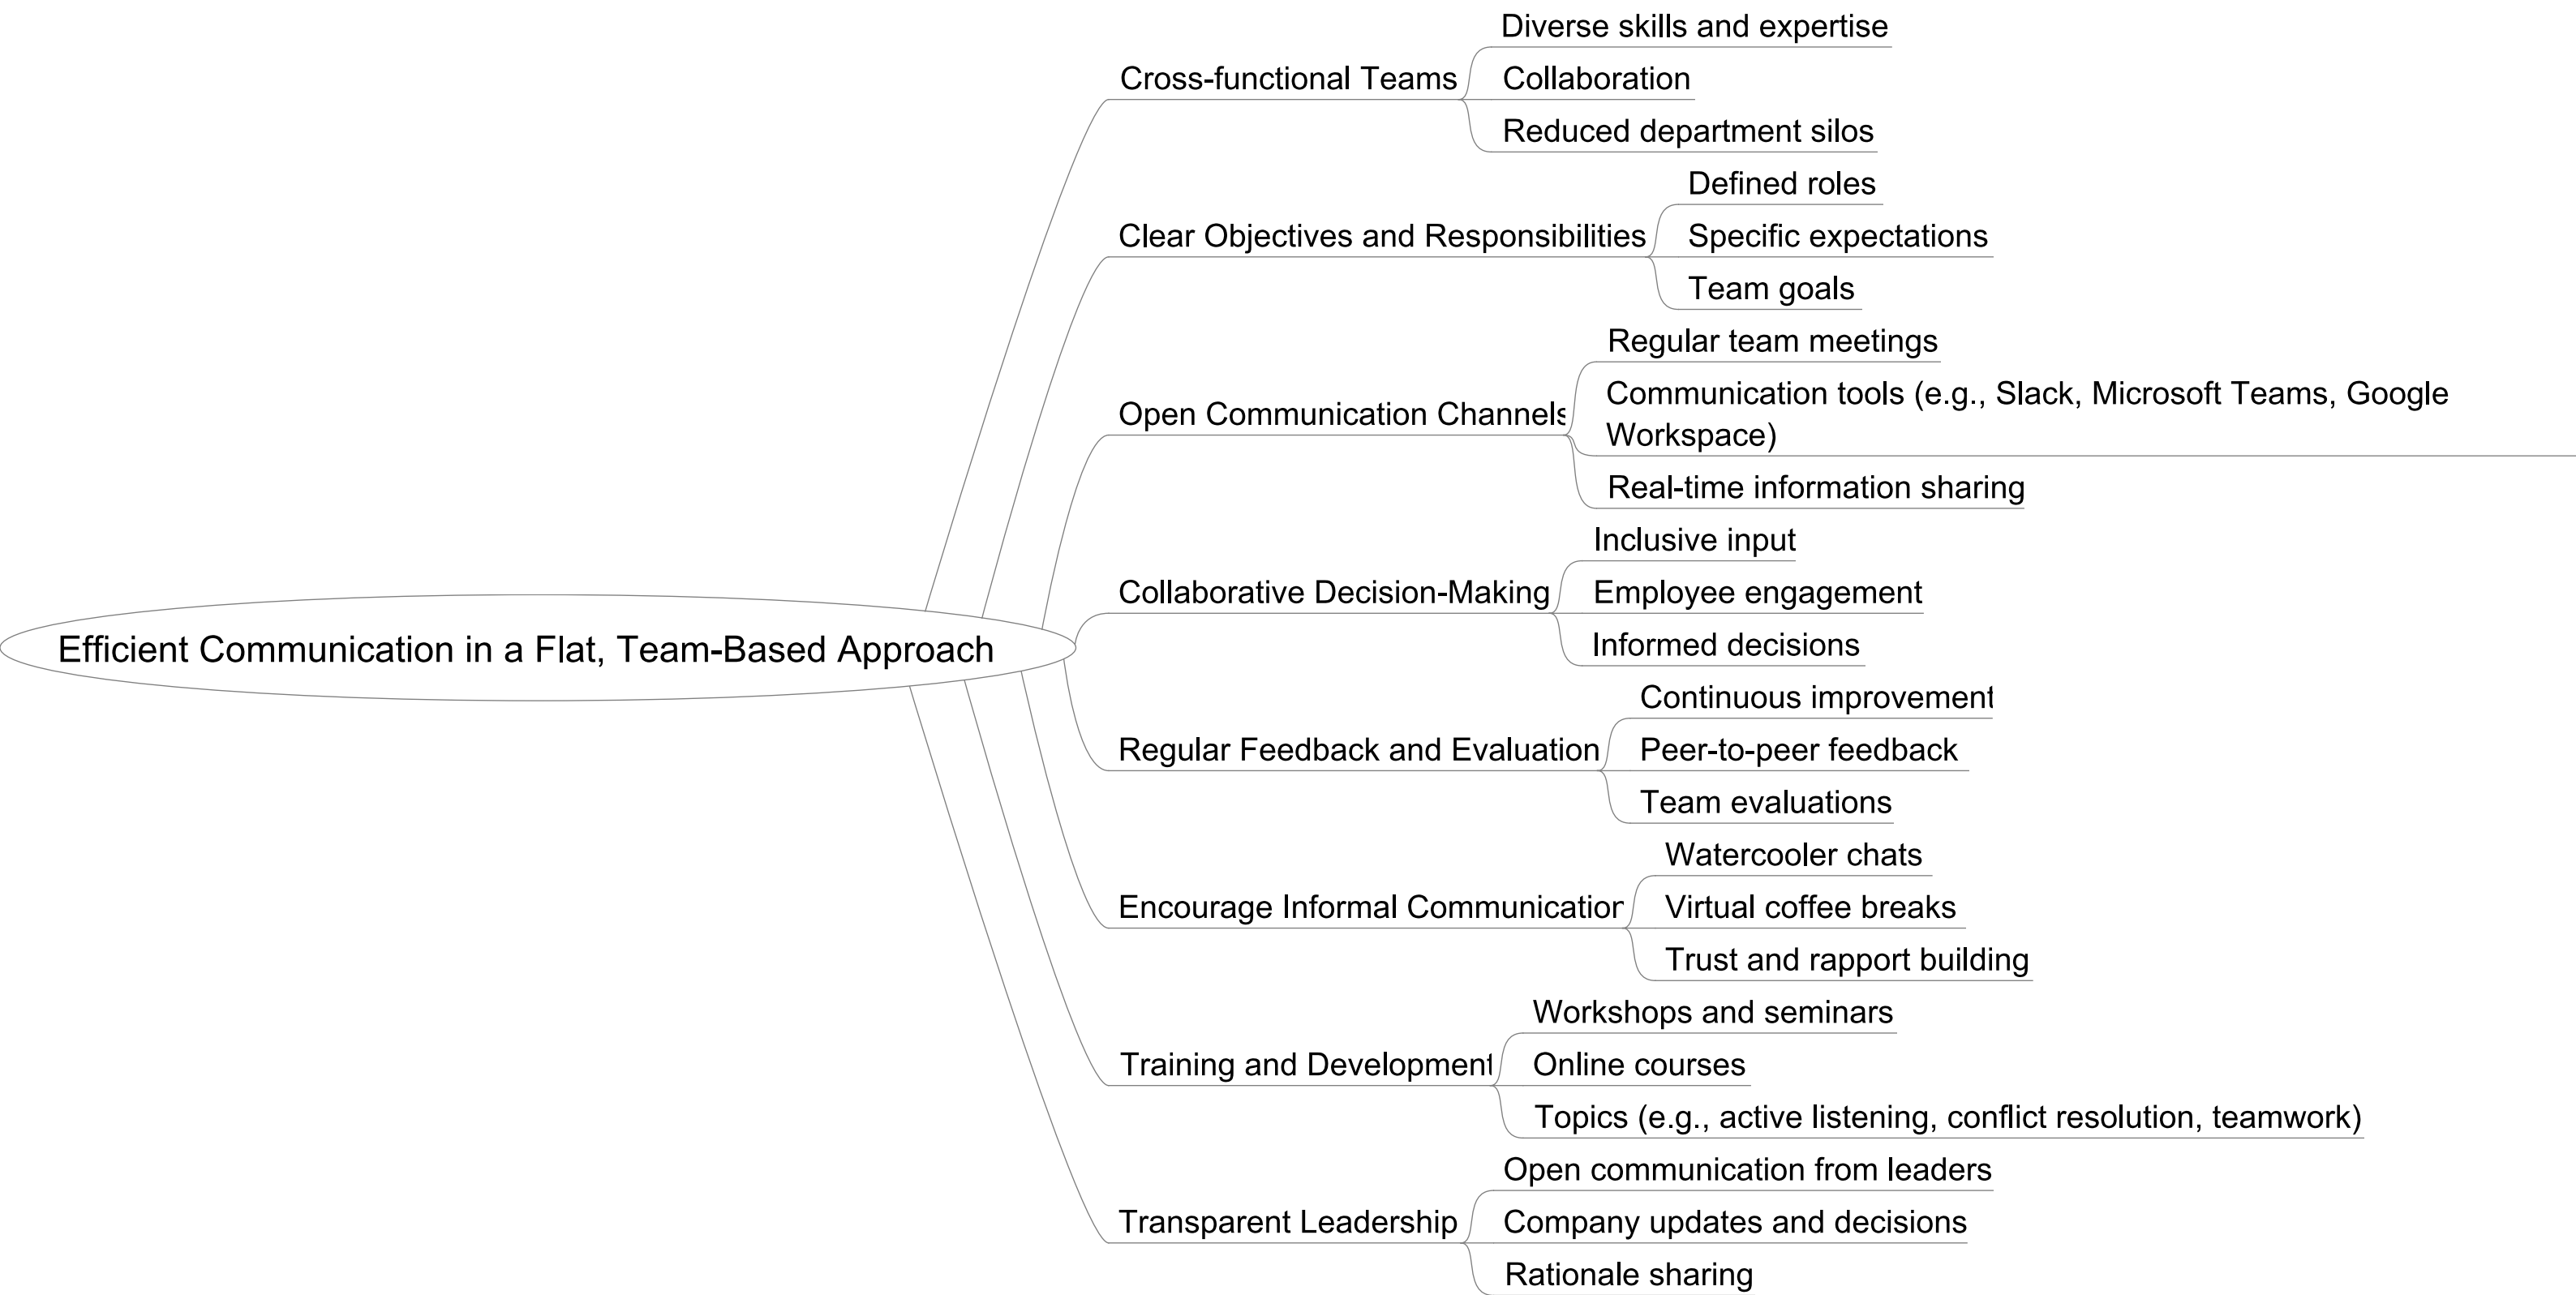 Efficient Communication in a Flat, Team-Based Approach
Cross-functional Teams
Diverse skills and expertise
Collaboration
Reduced department silos
Clear Objectives and Responsibilities
Defined roles
Specific expectations
Team goals
Open Communication Channels
Regular team meetings
Communication tools (e.g., Slack, Microsoft Teams, Google
Workspace)
Real-time information sharing
Collaborative Decision-Making
Inclusive input
Employee engagement
Informed decisions
Regular Feedback and Evaluation
Continuous improvement
Peer-to-peer feedback
Team evaluations
Encourage Informal Communication
Watercooler chats
Virtual coffee breaks
Trust and rapport building
Training and Development
Workshops and seminars
Online courses
Topics (e.g., active listening, conflict resolution, teamwork)
Transparent Leadership
Open communication from leaders
Company updates and decisions
Rationale sharing